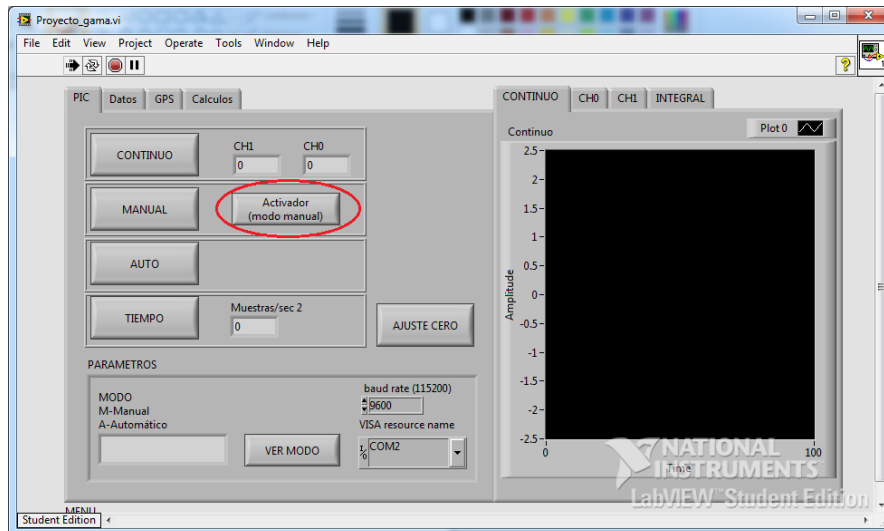 Proyecto_gama.vi
File Edit View Project Operate Tools Window Help
PIC Datos GPS Calculos
CONTINUO CH1 CH0
0 0
MANUAL Activador
(modo manual)
AUTO
TIEMPO Muestras/sec 2
0
AJUSTE CERO
PARAMETROS
MODO
M-Manual
A-Automático
VER MODO
baud rate (115200)
9600
VISA resource name
COM2
CONTINUO CH0 CH1 INTEGRAL
Continuo Plot 0
2.5
2
1.5
1
0.5
0
-0.5
-1
-1.5
-2
-2.5
Amplitude
0 100
Time
NATIONAL
INSTRUMENTS
LabVIEW™ Student Edition
MENU
Student Edition